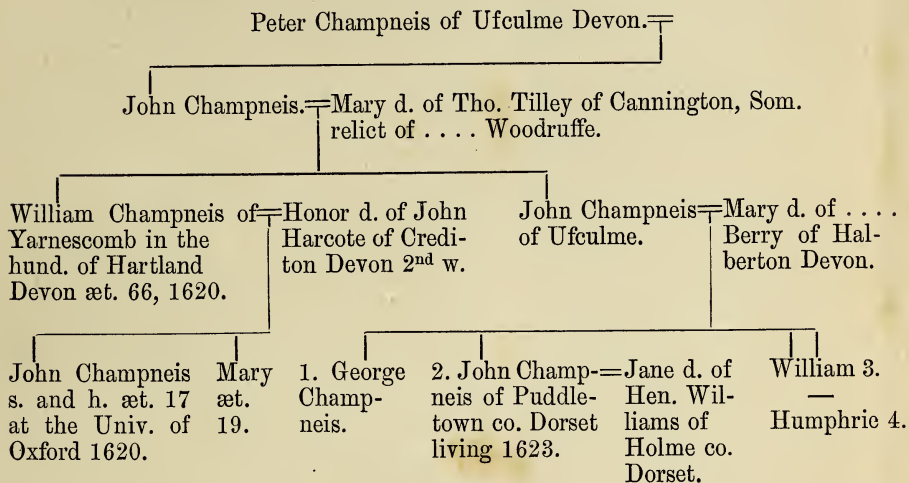 Peter Champneis of Ufculme Devon.
John Champneis.
Mary d. of Tho. Tilley of Cannington, Som.
relict of . . . . Woodruffe.
William Champneis of
Yarnescomb in the
hund. of Hartland
Devon æt. 66, 1620.
Honor d. of John
Harcote of Credi-
ton Devon 2nd w.
John Champneis
of Ufculme.
Mary d. of . . . .
Berry of Hal-
berton Devon.
John Champneis
s. and h. æt. 17
at the Univ. of
Oxford 1620.
Mary
æt.
19.
1. George
Champ-
neis.
2. John Champ-
neis of Puddle-
town co. Dorset
living 1623.
Jane d. of
Hen. Wil-
liams of
Holme co.
Dorset.
William 3.
—
Humphric 4.